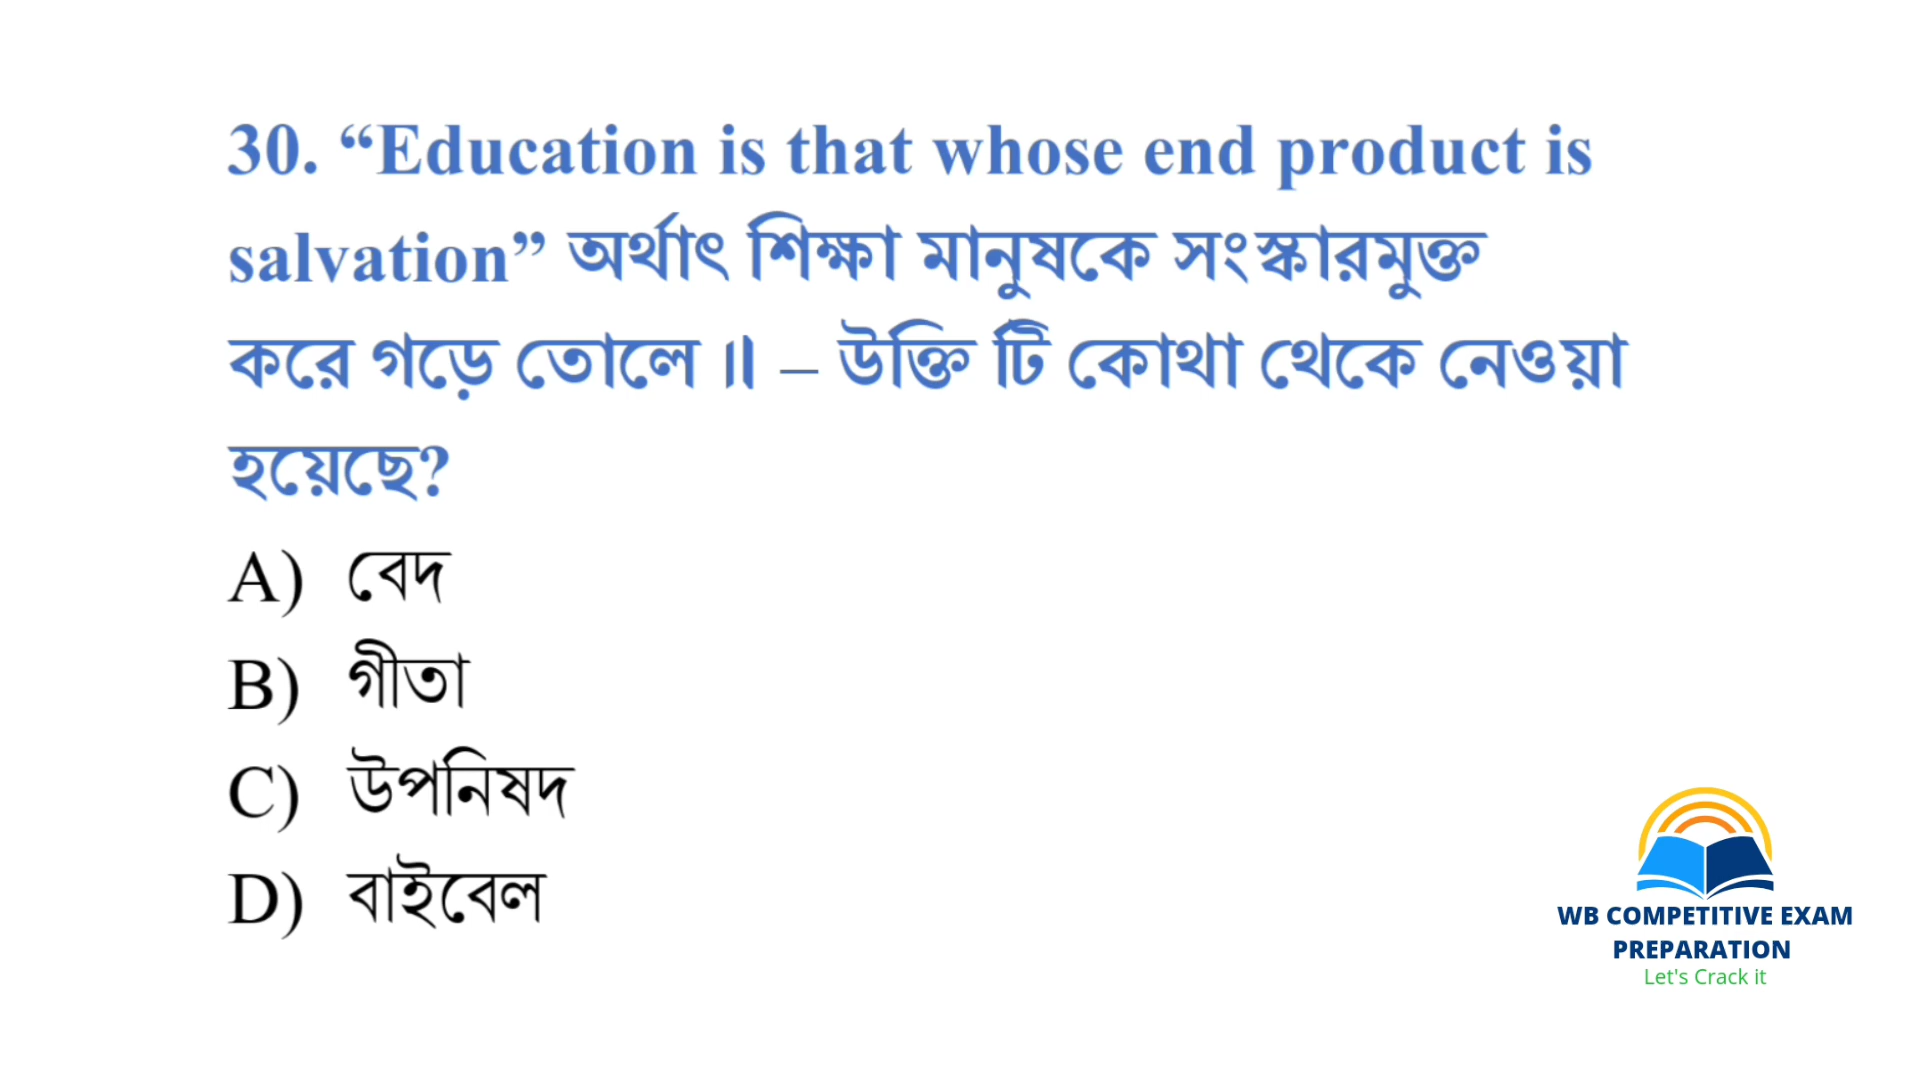 30. “Education is that whose end product is
salvation” অর্থাৎ শিক্ষা মানুষকে সংস্কারমুক্ত
করে গড়ে তোলে ॥ – উক্তি টি কোথা থেকে নেওয়া
হয়েছে?
A) বেদ
B) গীতা
C) উপনিষদ
D) বাইবেল
WB COMPETITIVE EXAM
PREPARATION
Let's Crack it